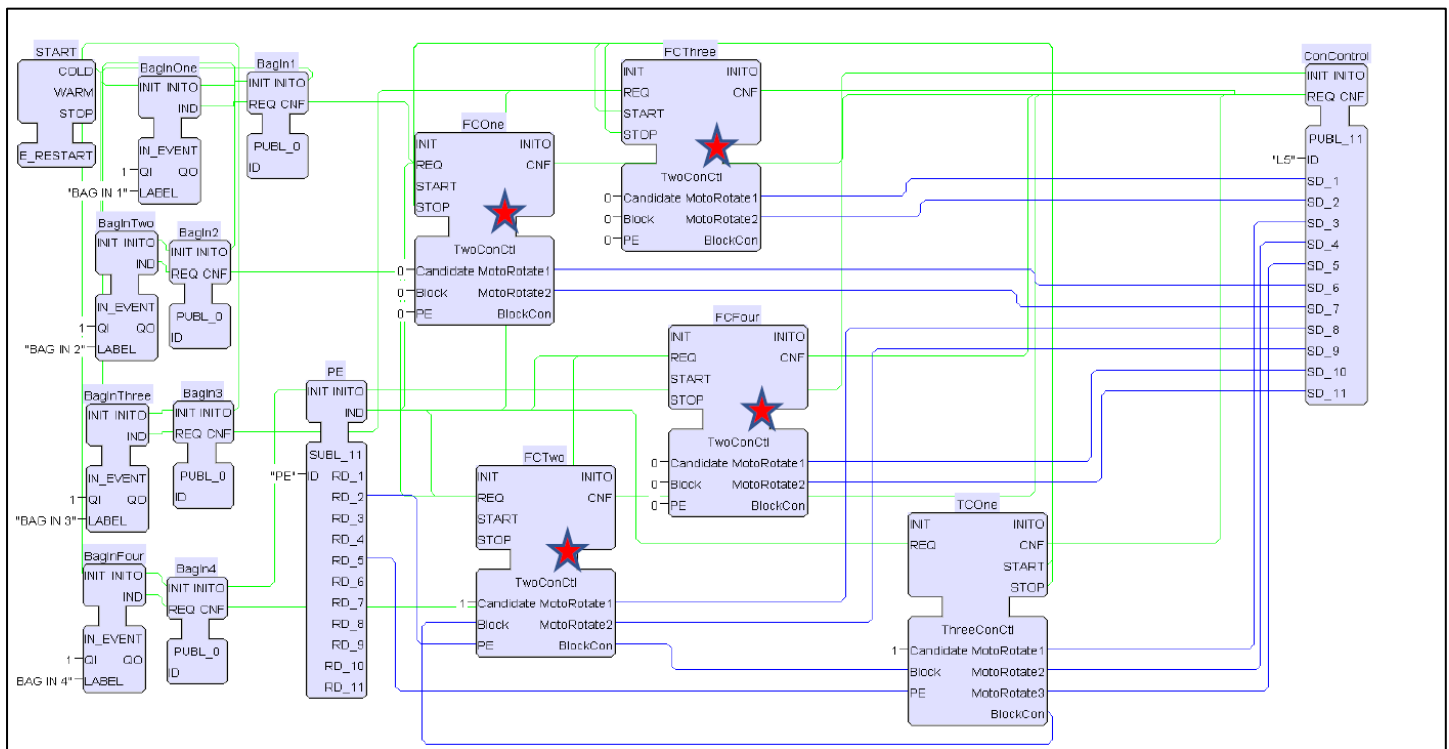 START
COLD
WARM
STOP
E_RESTART
BagInOne
INIT INITO
IND
IN_EVENT
1 QI QO
"BAG IN 1" LABEL
BagIn1
INIT INITO
REQ CNF
PUBL_0
ID
BagInTwo
INIT INITO
IND
IN_EVENT
1 QI QO
"BAG IN 2" LABEL
BagIn2
INIT INITO
REQ CNF
PUBL_0
ID
BagInThree
INIT INITO
IND
IN_EVENT
1 QI QO
"BAG IN 3" LABEL
BagIn3
INIT INITO
REQ CNF
PUBL_0
ID
BagInFour
INIT INITO
IND
IN_EVENT
1 QI QO
BAG IN 4" LABEL
BagIn4
INIT INITO
REQ CNF
PUBL_0
ID
PE
INIT INITO
IND
SUBL_11
"PE" ID RD_1
RD_2
RD_3
RD_4
RD_5
RD_6
RD_7
RD_8
RD_9
RD_10
RD_11
FCOne
INIT INITO
REQ CNF
START
STOP
TwoConCtl
0 Candidate MotoRotate1
0 Block MotoRotate2
0 PE BlockCon
FCTwo
INIT INITO
REQ CNF
START
STOP
TwoConCtl
1 Candidate MotoRotate1
Block MotoRotate2
PE BlockCon
FCThree
INIT INITO
REQ CNF
START
STOP
TwoConCtl
0 Candidate MotoRotate1
0 Block MotoRotate2
0 PE BlockCon
FCFour
INIT INITO
REQ CNF
START
STOP
TwoConCtl
0 Candidate MotoRotate1
0 Block MotoRotate2
0 PE BlockCon
TCOne
INIT INITO
REQ CNF
START
STOP
ThreeConCtl
1 Candidate MotoRotate1
Block MotoRotate2
PE MotoRotate3
BlockCon
ConControl
INIT INITO
REQ CNF
PUBL_11
"LS" ID
SD_1
SD_2
SD_3
SD_4
SD_5
SD_6
SD_7
SD_8
SD_9
SD_10
SD_11